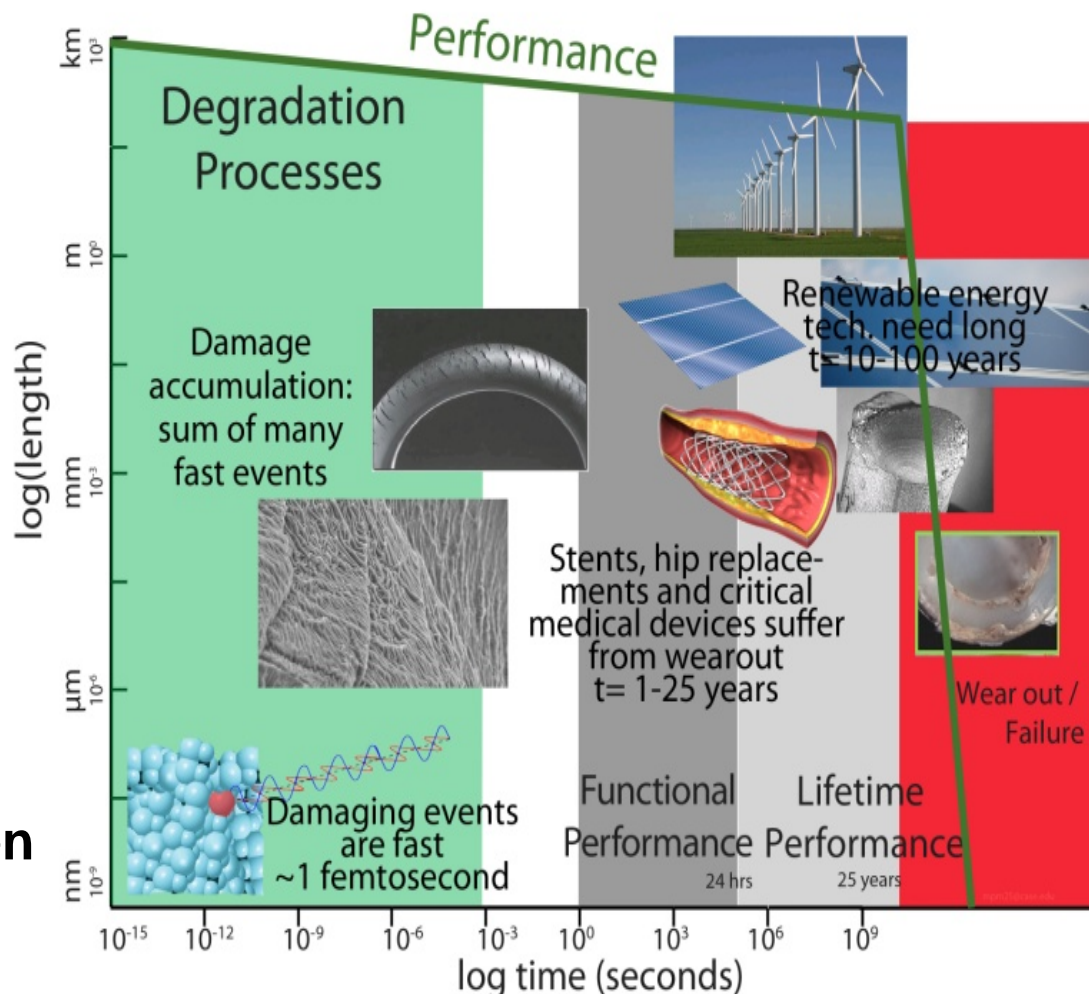 Performance
km
10³
Degradation
Processes
m
10⁰
Renewable energy
tech. need long
t=10-100 years
Damage
accumulation:
sum of many
fast events
log(length)
mm
10⁻³
Stents, hip replace-
ments and critical
medical devices suffer
from wearout
t= 1-25 years
µm
10⁻⁶
Wear out /
Failure
Damaging events
are fast
~1 femtosecond
Functional
Performance
24 hrs
Lifetime
Performance
25 years
n
nm
10⁻⁹
10⁻¹⁵ 10⁻¹² 10⁻⁹ 10⁻⁶ 10⁻³ 10⁰ 10³ 10⁶ 10⁹
log time (seconds)